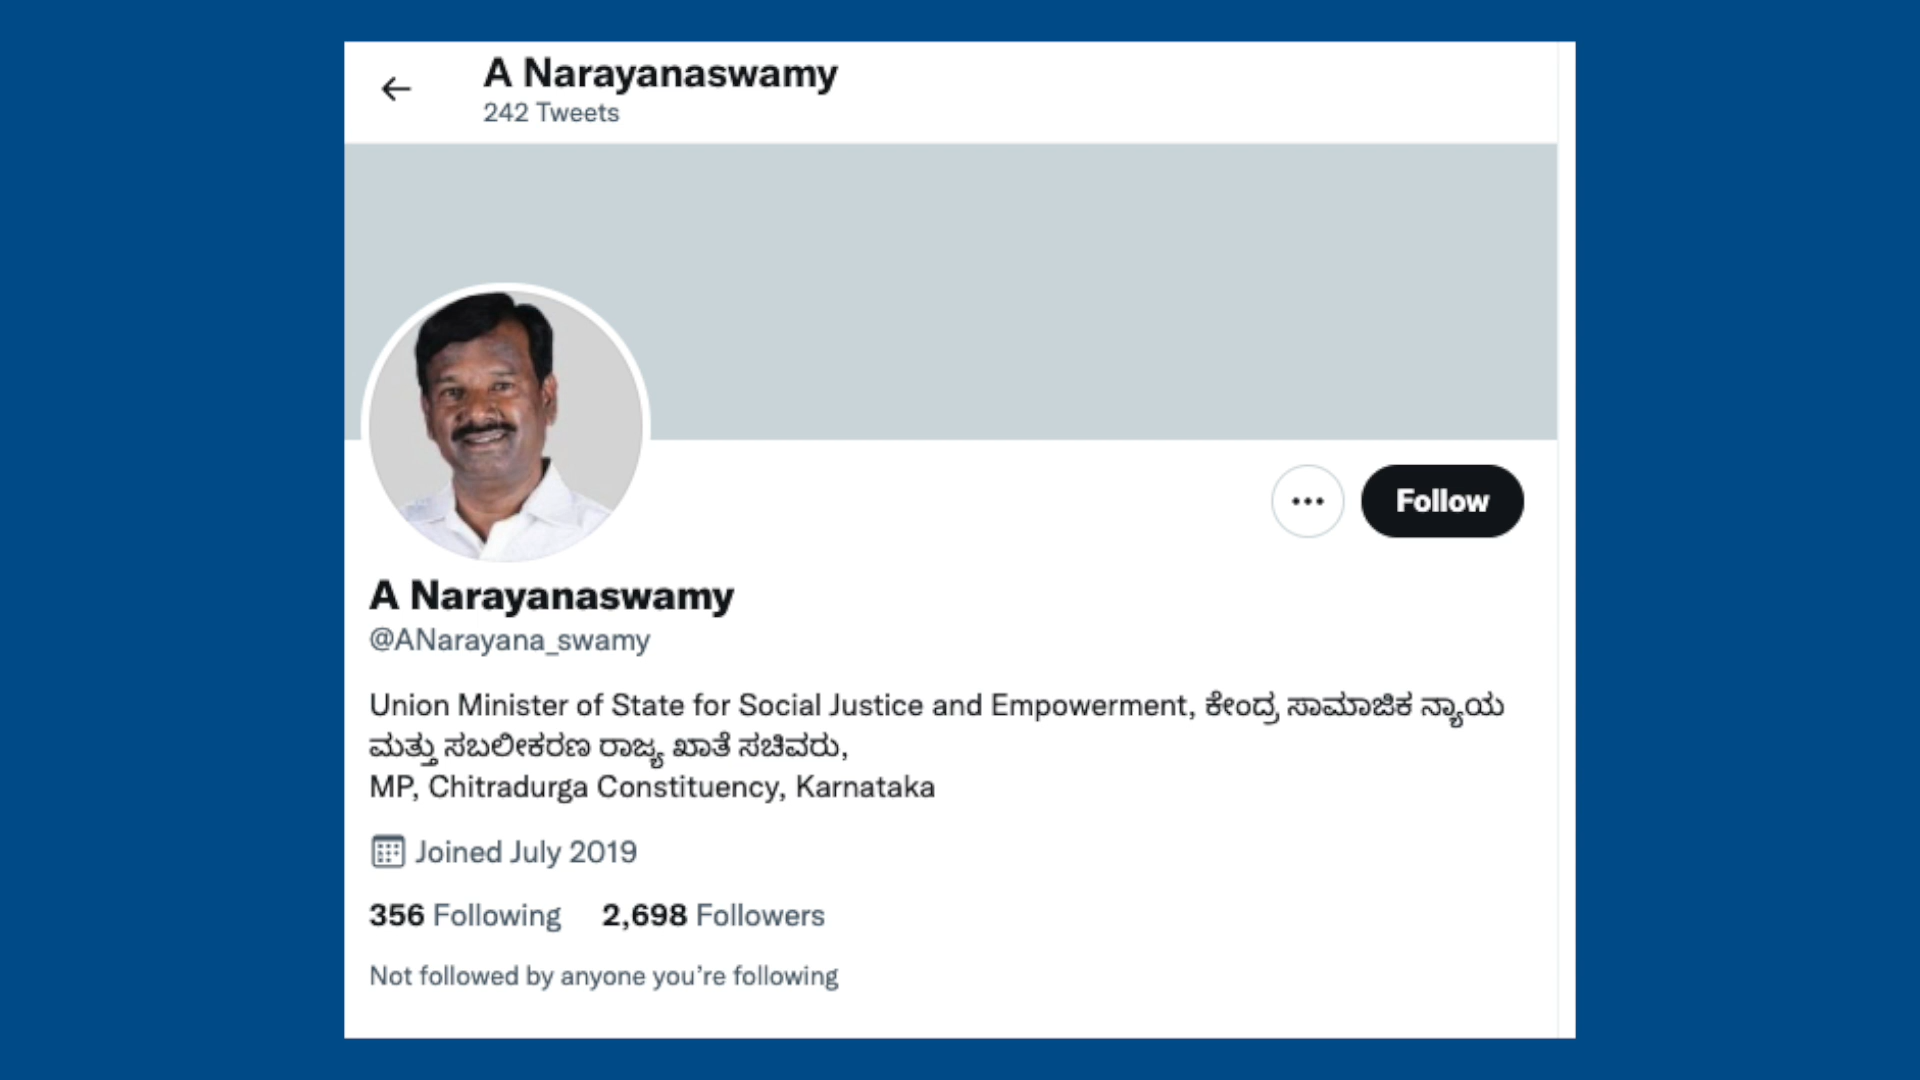 A Narayanaswamy
242 Tweets
Follow
A Narayanaswamy
@ANarayana_swamy
Union Minister of State for Social Justice and Empowerment, ಕೇಂದ್ರ ಸಾಮಾಜಿಕ ನ್ಯಾಯ
ಮತ್ತು ಸಬಲೀಕರಣ ರಾಜ್ಯ ಖಾತೆ ಸಚಿವರು,
MP, Chitradurga Constituency, Karnataka
Joined July 2019
356 Following 2,698 Followers
Not followed by anyone you’re following